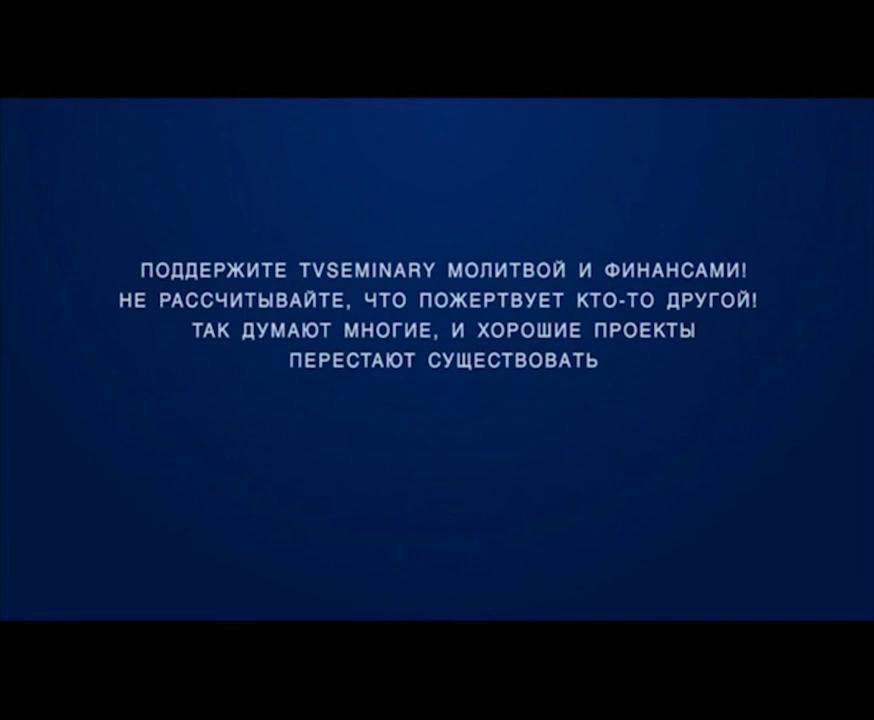 ПОДДЕРЖИТЕ TVSEMINARY МОЛИТВОЙ И ФИНАНСАМИ!
НЕ РАССЧИТЫВАЙТЕ, ЧТО ПОЖЕРТВУЕТ КТО-ТО ДРУГОЙ!
ТАК ДУМАЮТ МНОГИЕ, И ХОРОШИЕ ПРОЕКТЫ
ПЕРЕСТАЮТ СУЩЕСТВОВАТЬ